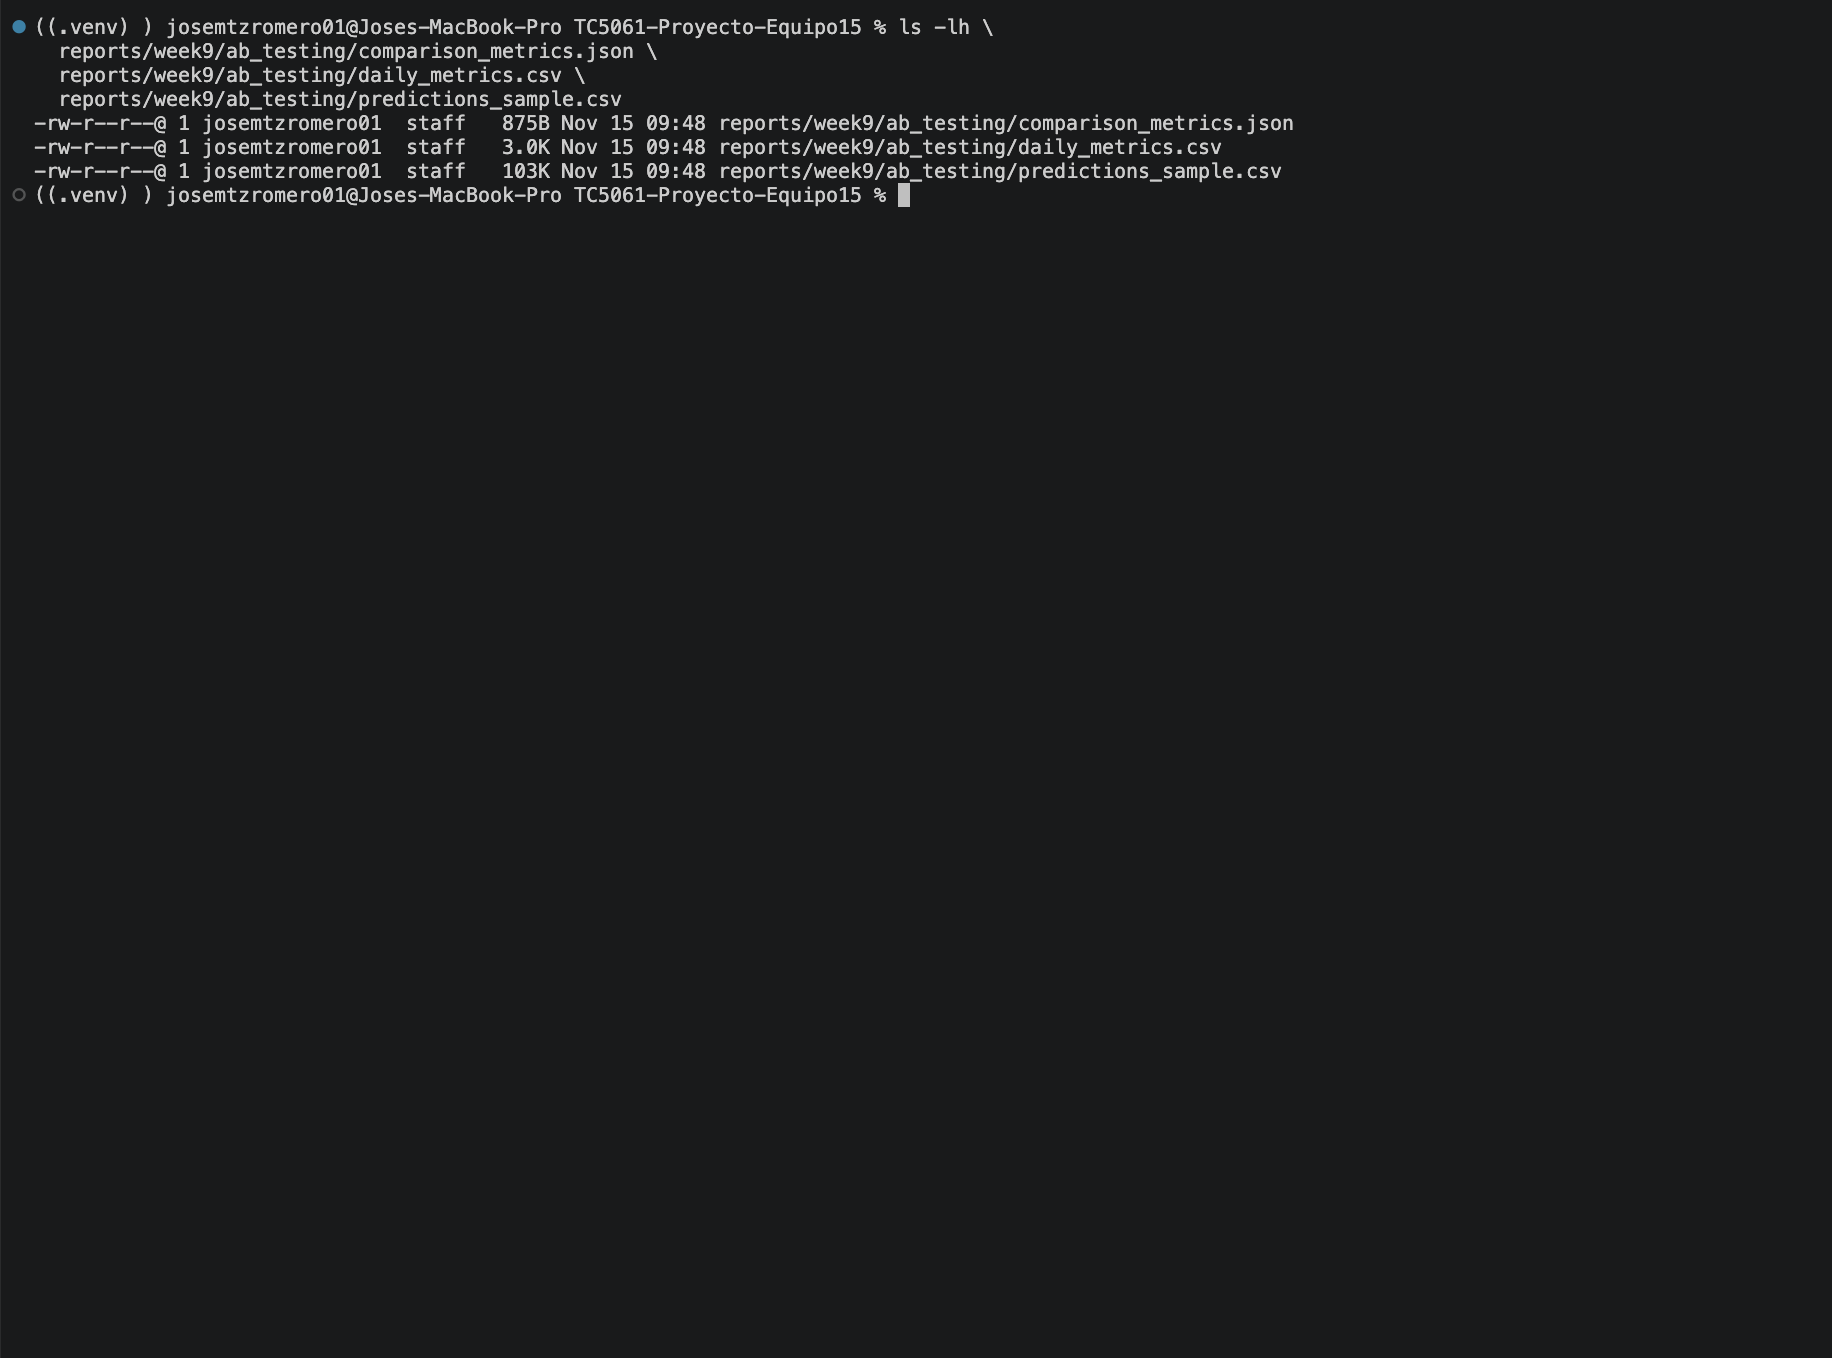 ((.venv) ) josemtzromero01@Joses-MacBook-Pro TC5061-Proyecto-Equipo15 % ls -lh \
  reports/week9/ab_testing/comparison_metrics.json \
  reports/week9/ab_testing/daily_metrics.csv \
  reports/week9/ab_testing/predictions_sample.csv
-rw-r--r--@ 1 josemtzromero01  staff   875B Nov 15 09:48 reports/week9/ab_testing/comparison_metrics.json
-rw-r--r--@ 1 josemtzromero01  staff   3.0K Nov 15 09:48 reports/week9/ab_testing/daily_metrics.csv
-rw-r--r--@ 1 josemtzromero01  staff   103K Nov 15 09:48 reports/week9/ab_testing/predictions_sample.csv
((.venv) ) josemtzromero01@Joses-MacBook-Pro TC5061-Proyecto-Equipo15 %